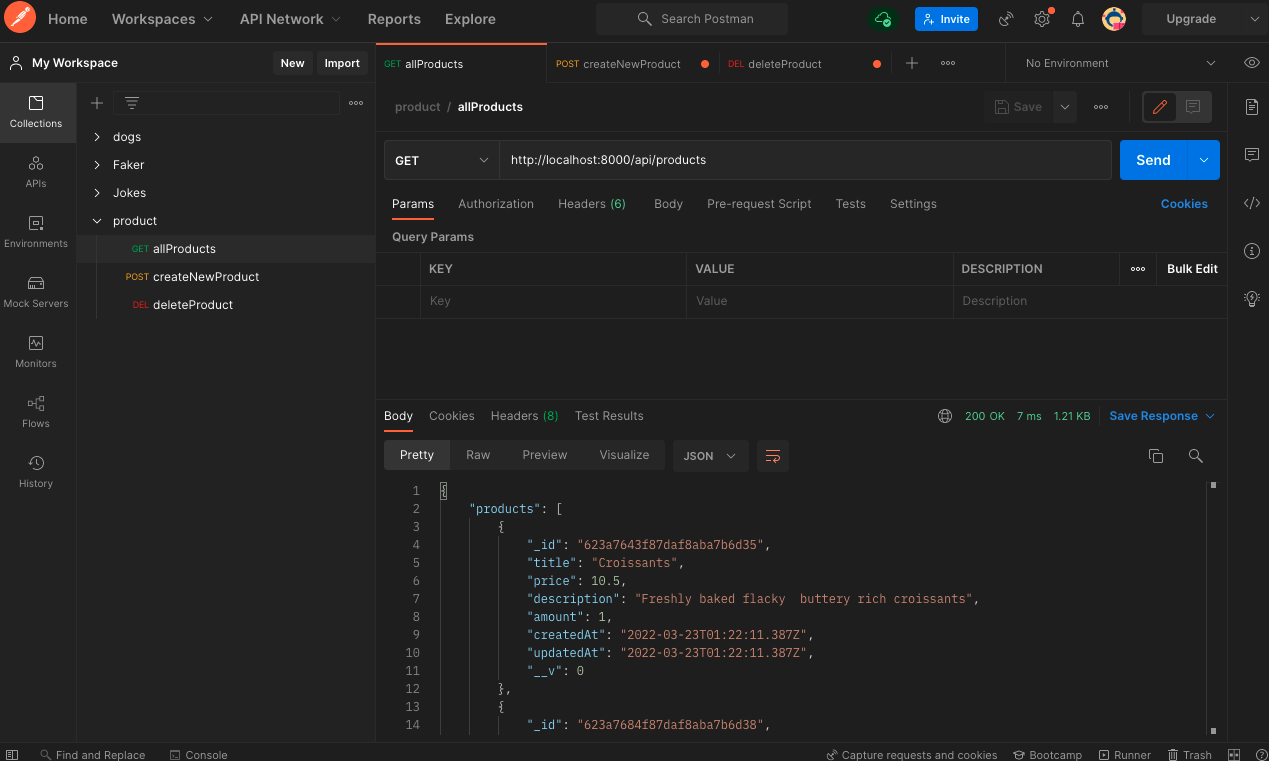 Home Workspaces API Network Reports Explore Search Postman Invite Upgrade
My Workspace New Import
GET allProducts POST createNewProduct DEL deleteProduct No Environment
Collections
APIs
Environments
Mock Servers
Monitors
Flows
History
dogs
Faker
Jokes
product
GET allProducts
POST createNewProduct
DEL deleteProduct
product / allProducts Save
GET http://localhost:8000/api/products Send
Params Authorization Headers (6) Body Pre-request Script Tests Settings Cookies
Query Params
KEY VALUE DESCRIPTION Bulk Edit
Key Value Description
Body Cookies Headers (8) Test Results 200 OK 7 ms 1.21 KB Save Response
Pretty Raw Preview Visualize JSON
1 {
2 "products": [
3 {
4 "_id": "623a7643f87daf8aba7b6d35",
5 "title": "Croissants",
6 "price": 10.5,
7 "description": "Freshly baked flacky  buttery rich croissants",
8 "amount": 1,
9 "createdAt": "2022-03-23T01:22:11.387Z",
10 "updatedAt": "2022-03-23T01:22:11.387Z",
11 "__v": 0
12 },
13 {
14 "_id": "623a7684f87daf8aba7b6d38",
Find and Replace Console Capture requests and cookies Bootcamp Runner Trash